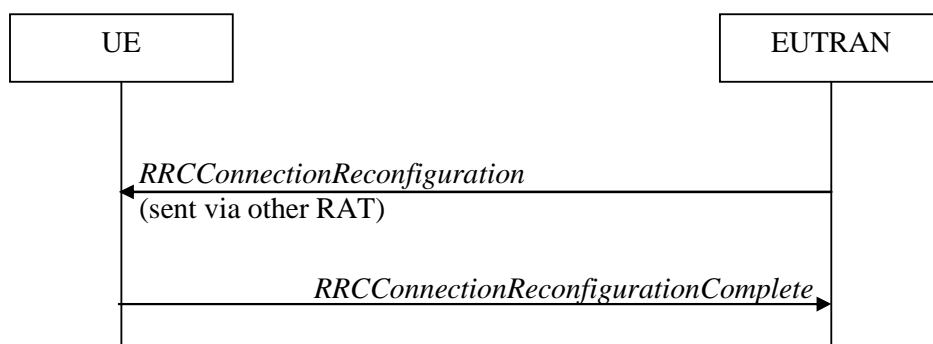 UE
EUTRAN
RRCConnectionReconfiguration
(sent via other RAT)
RRCConnectionReconfigurationComplete